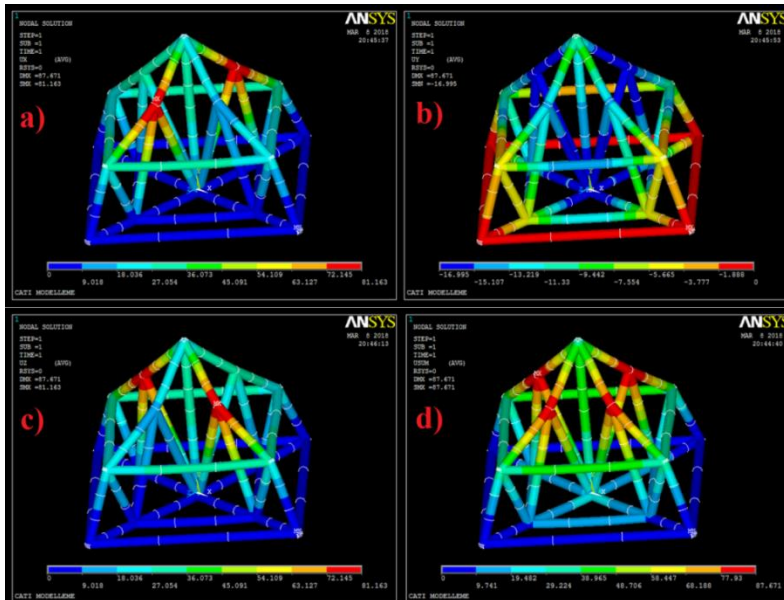 1
NODAL SOLUTION
STEP=1
SUB =1
TIME=1
UX (AVG)
RSYS=0
DMX =87.671
SMX =81.163
ANSYS
MAR 8 2018
20:45:37
a)
0 18.036 36.073 54.109 72.145
9.018 27.054 45.091 63.127 81.163
CATI MODELLEME
1
NODAL SOLUTION
STEP=1
SUB =1
TIME=1
UY (AVG)
RSYS=0
DMX =87.671
SMN =-16.995
ANSYS
MAR 8 2018
20:45:53
b)
-16.995 -13.219 -9.442 -5.665 -1.888
-15.107 -11.33 -7.554 -3.777 0
CATI MODELLEME
1
NODAL SOLUTION
STEP=1
SUB =1
TIME=1
UZ (AVG)
RSYS=0
DMX =87.671
SMX =81.163
ANSYS
MAR 8 2018
20:46:13
c)
0 18.036 36.073 54.109 72.145
9.018 27.054 45.091 63.127 81.163
CATI MODELLEME
1
NODAL SOLUTION
STEP=1
SUB =1
TIME=1
USUM (AVG)
RSYS=0
DMX =87.671
SMX =87.671
ANSYS
MAR 8 2018
20:44:40
d)
0 19.482 38.965 58.447 77.93
9.741 29.224 48.706 68.188 87.671
CATI MODELLEME